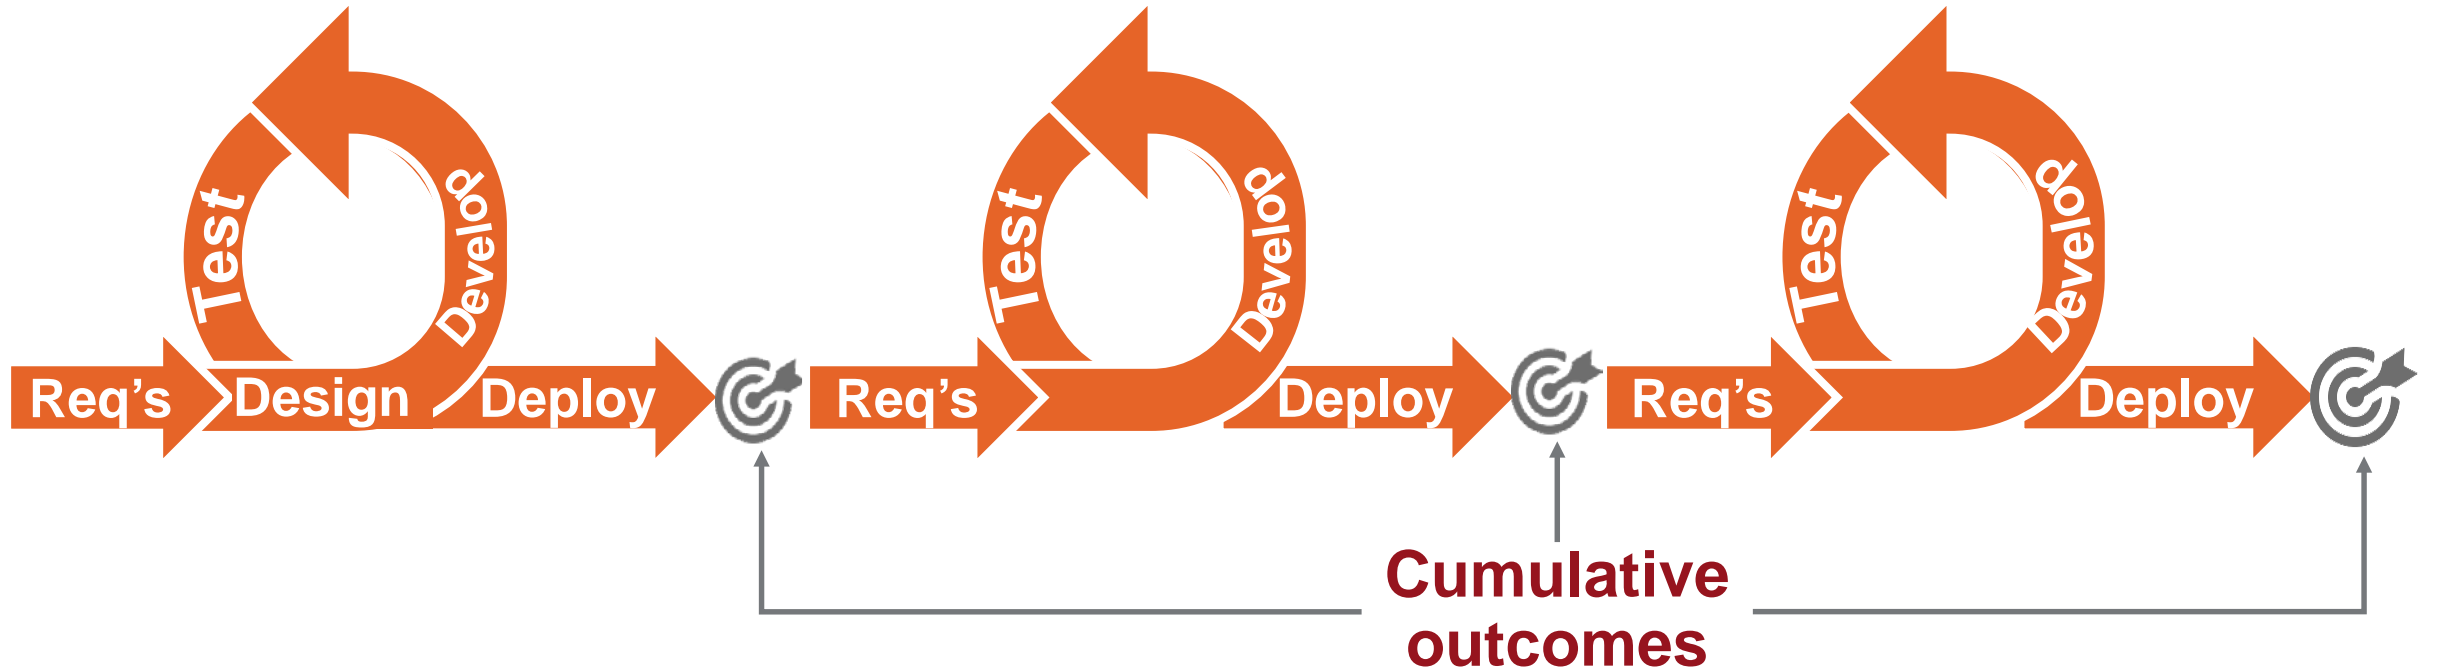 Req's
Design
Develop
Test
Deploy
Req’s
Develop
Test
Deploy
Req’s
Develop
Test
Deploy
Cumulative
outcomes